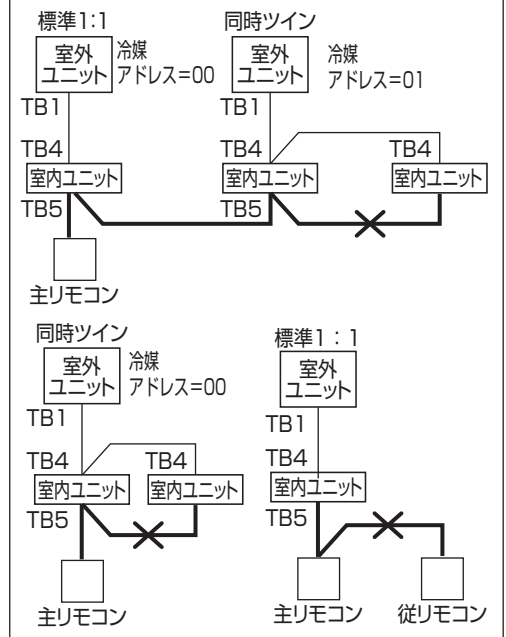 標準1:1
室外
ユニット
冷媒
アドレス=00
TB1
TB4
室内ユニット
TB5
主リモコン
同時ツイン
室外
ユニット
冷媒
アドレス=01
TB1
TB4
TB4
室内ユニット
室内ユニット
TB5
同時ツイン
室外
ユニット
冷媒
アドレス=00
TB1
TB4
TB4
室内ユニット
室内ユニット
TB5
主リモコン
標準1：1
室外
ユニット
TB1
TB4
室内ユニット
TB5
主リモコン
従リモコン